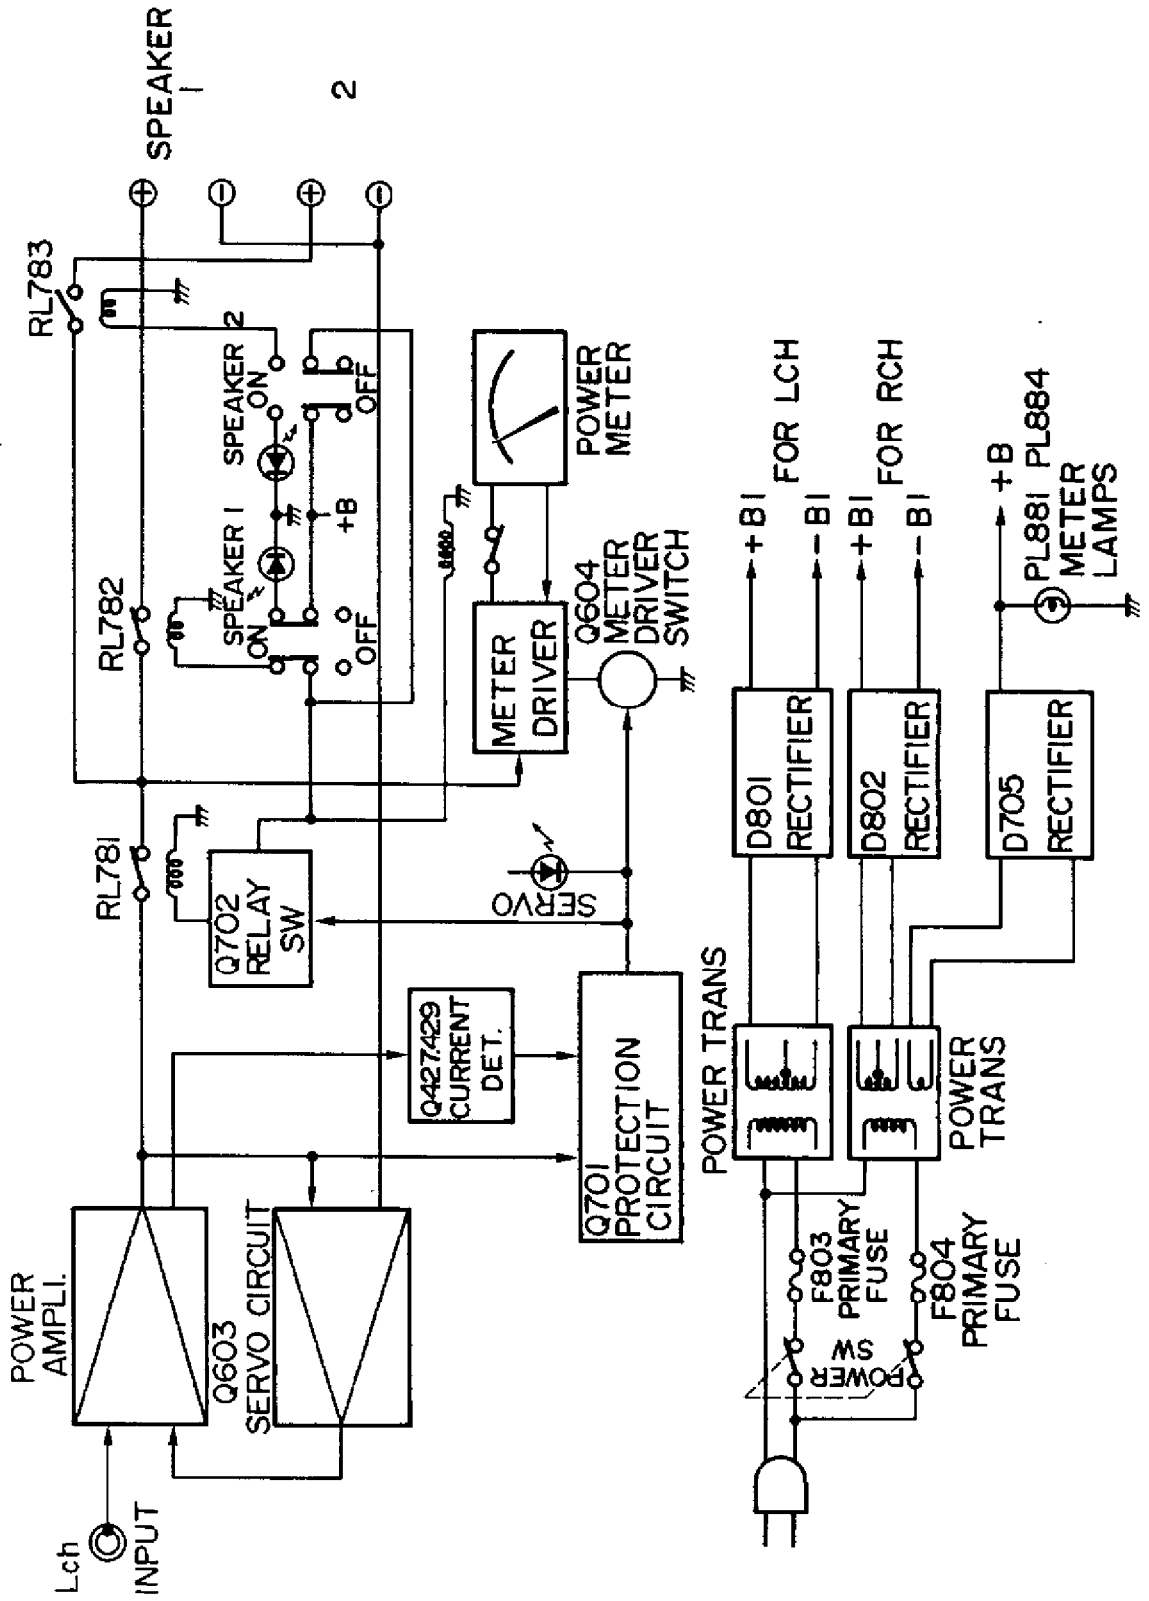 Lch
INPUT
POWER
AMPLI.
Q603
SERVO CIRCUIT
RL781
Q702
RELAY
SW
Q427.429
CURRENT
DET.
Q701
PROTECTION
CIRCUIT
SERVO
RL782
RL783
SPEAKER 1
ON
OFF
+B
SPEAKER 2
ON
OFF
SPEAKER
1
2
+
−
+
−
METER
DRIVER
POWER
METER
Q604
METER
DRIVER
SWITCH
POWER
SW
F803
PRIMARY
FUSE
F804
PRIMARY
FUSE
POWER TRANS
POWER
TRANS
D801
RECTIFIER
D802
RECTIFIER
D705
RECTIFIER
+B1
−B1
FOR LCH
+B1
−B1
FOR RCH
+B
PL881 PL884
METER
LAMPS